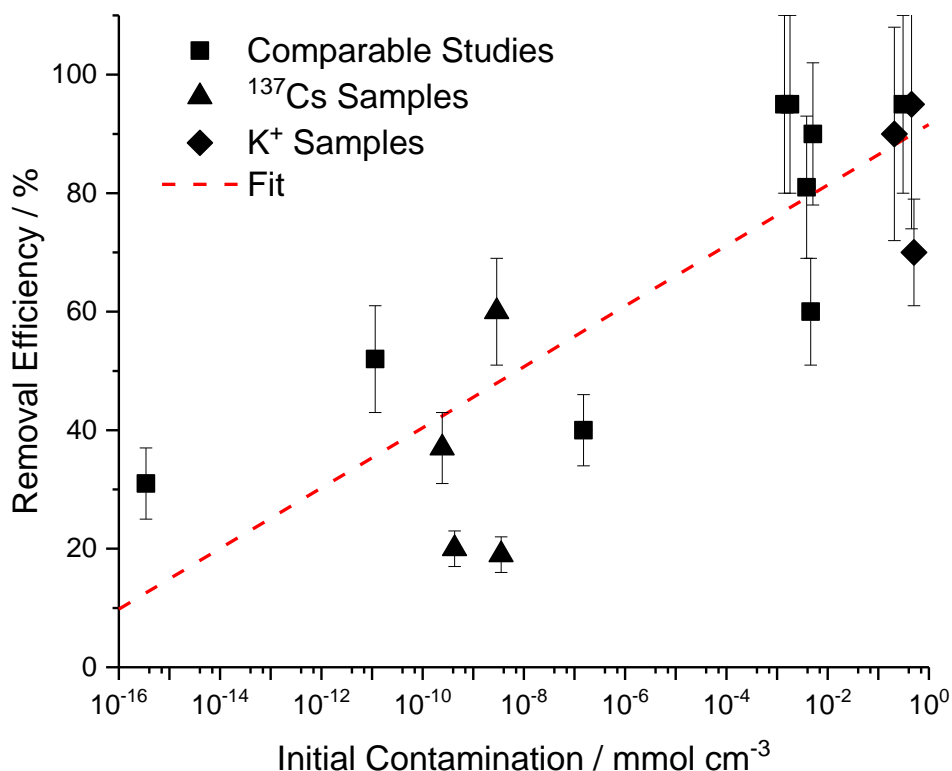 Comparable Studies
¹³⁷Cs Samples
K⁺ Samples
Fit
Removal Efficiency / %
100
80
60
40
20
0
10⁻¹⁶ 10⁻¹⁴ 10⁻¹² 10⁻¹⁰ 10⁻⁸ 10⁻⁶ 10⁻⁴ 10⁻² 10⁰
Initial Contamination / mmol cm⁻³